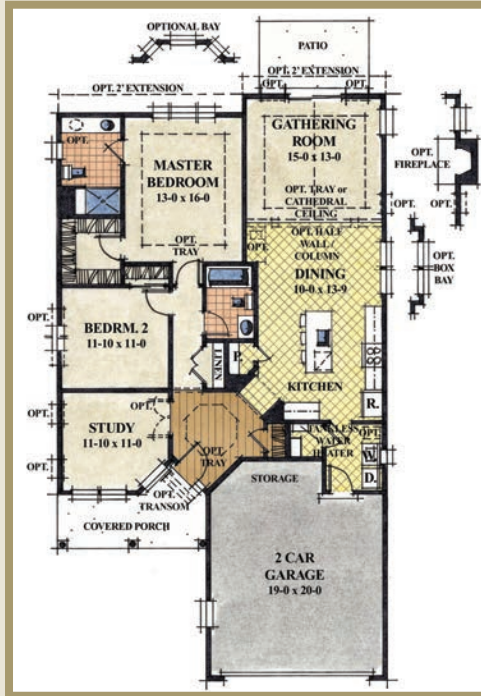 OPTIONAL BAY
PATIO
OPT. 2' EXTENSION
OPT. 2' EXTENSION
OPT.
OPT.
OPT.
GATHERING
ROOM
15-0 x 13-0
OPT.
FIREPLACE
MASTER
BEDROOM
13-0 x 16-0
OPT. TRAY or
CATHEDRAL
CEILING
OPT.
OPT.
OPT.
TRAY
OPT.
OPT. HALF
WALL /
COLUMN
DINING
10-0 x 13-9
OPT.
BOX
BAY
OPT.
BEDRM. 2
11-10 x 11-0
LINEN
P.
KITCHEN
R.
OPT.
OPT.
STUDY
11-10 x 11-0
OPT.
TRAY
TANKLESS
WATER
HEATER
OPT.
W.
D.
OPT.
OPT.
TRANSOM
STORAGE
COVERED PORCH
2 CAR
GARAGE
19-0 x 20-0